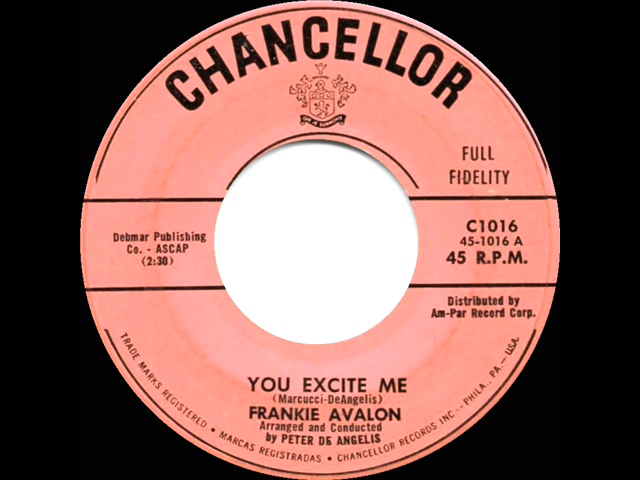 CHANCELLOR
FULL
FIDELITY
Debmar Publishing
Co. - ASCAP
(2:30)
C1016
45-1016 A
45 R.P.M.
Distributed by
Am-Par Record Corp.
YOU EXCITE ME
(Marcucci-DeAngelis)
FRANKIE AVALON
Arranged and Conducted
by PETER DE ANGELIS
TRADE MARKS REGISTERED • MARCAS REGISTRADAS • CHANCELLOR RECORDS INC. - PHILA., PA. - USA